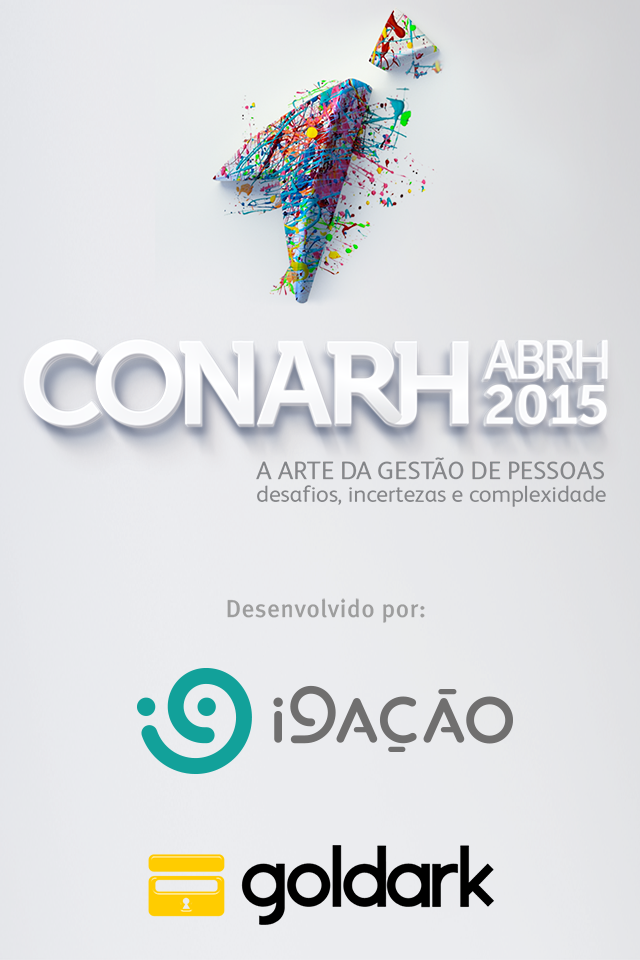 CONARH ABRH 2015
A ARTE DA GESTÃO DE PESSOAS
desafios, incertezas e complexidade
Desenvolvido por:
i9AÇÃO
goldark